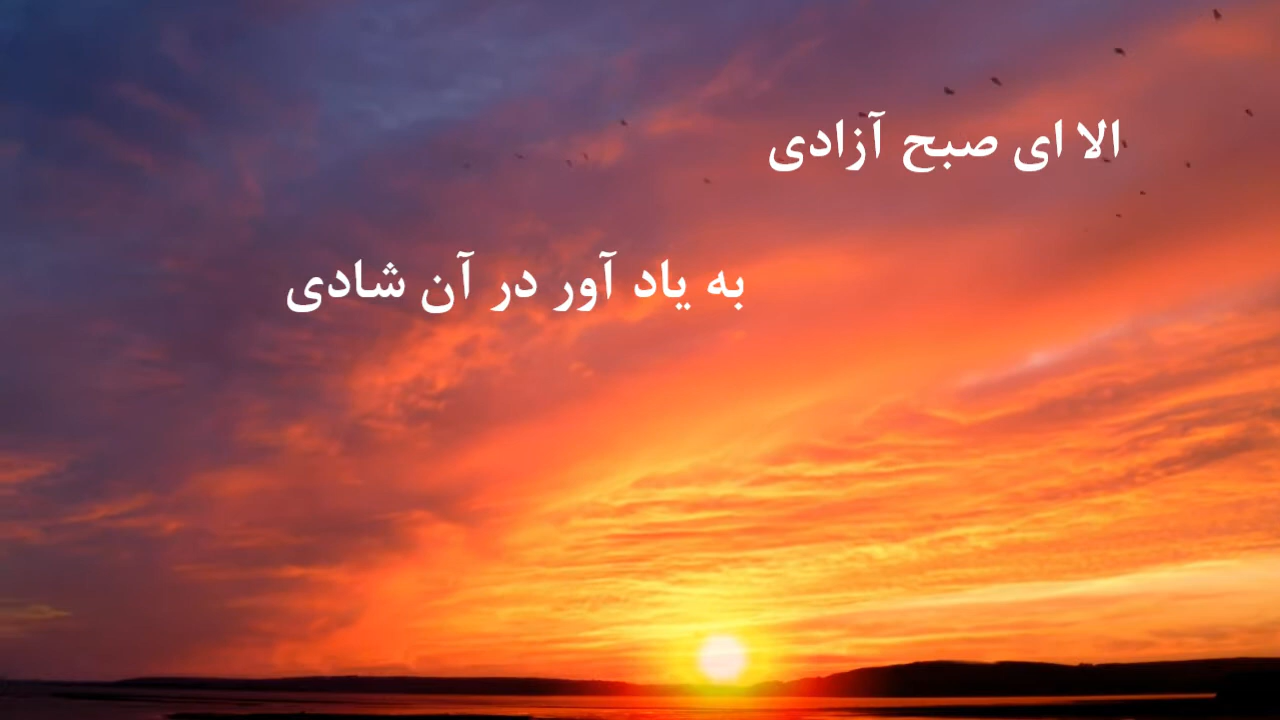 الا ای صبح آزادی
به یاد آور در آن شادی